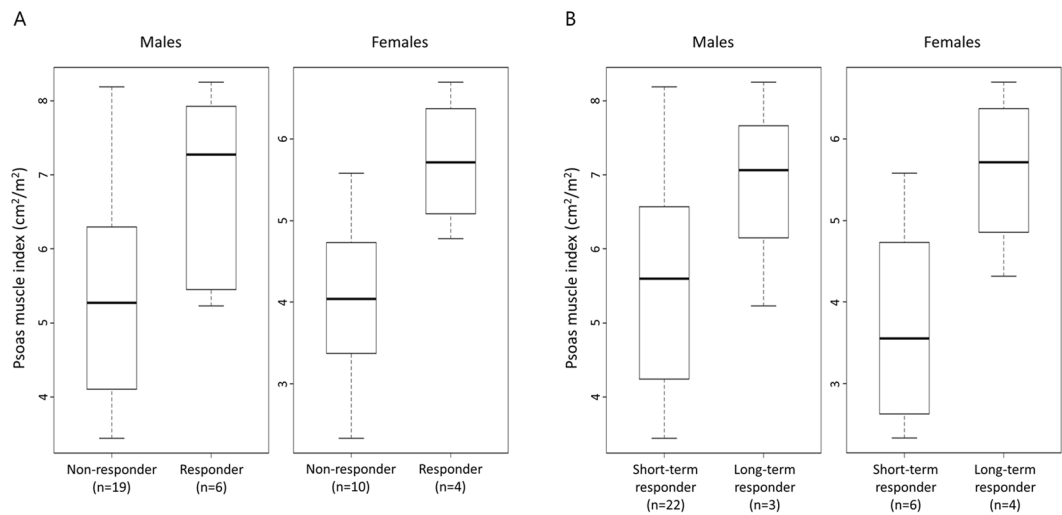 A
Males
Females
Psoas muscle index (cm²/m²)
8
7
6
5
4
6
5
4
3
Non-responder
(n=19)
Responder
(n=6)
Non-responder
(n=10)
Responder
(n=4)
B
Males
Females
Psoas muscle index (cm²/m²)
8
7
6
5
4
6
5
4
3
Short-term
responder
(n=22)
Long-term
responder
(n=3)
Short-term
responder
(n=6)
Long-term
responder
(n=4)